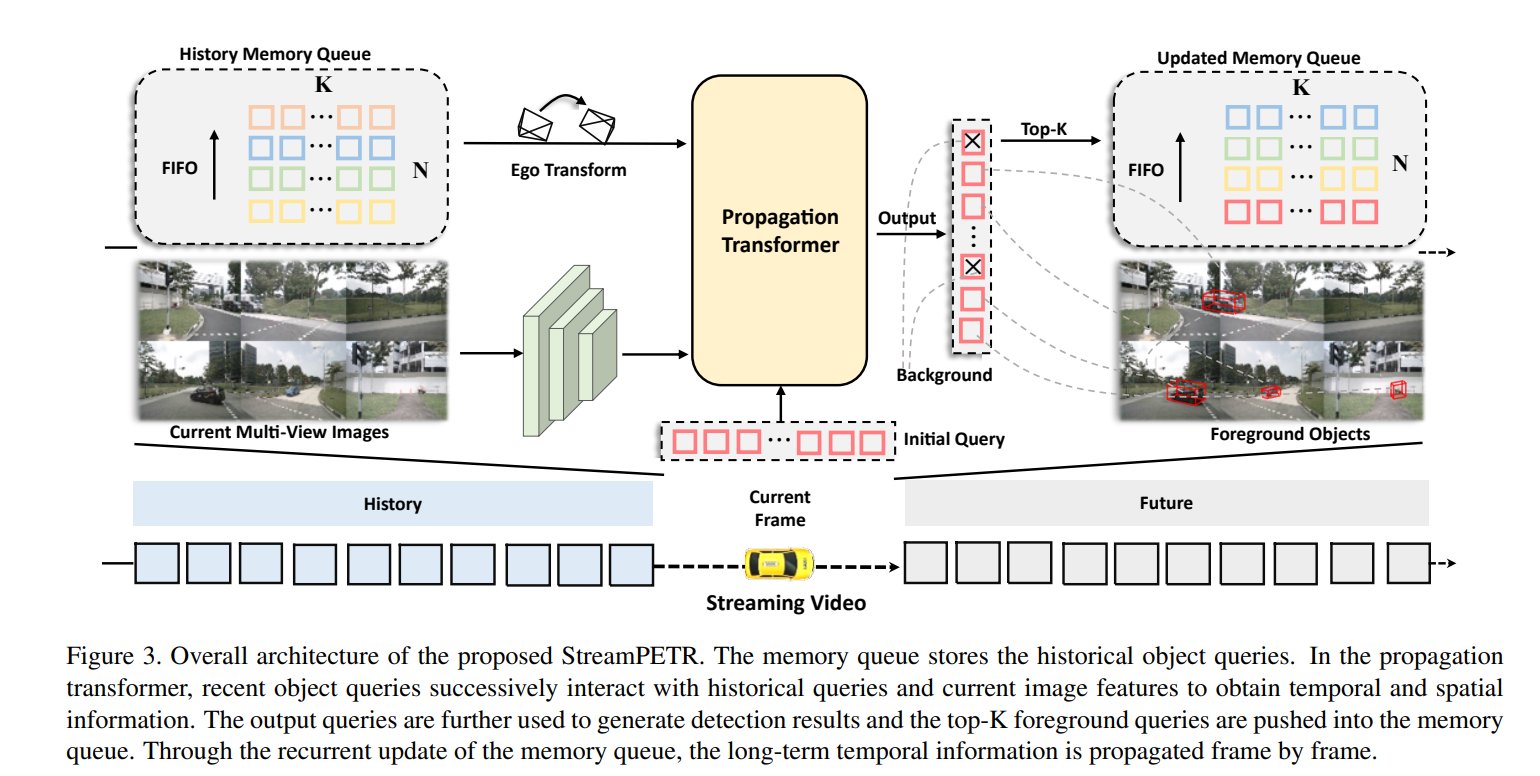 History Memory Queue
K
FIFO
N
Ego Transform
Propagation
Transformer
Output
Top-K
Updated Memory Queue
K
FIFO
N
Background
Current Multi-View Images
Initial Query
Foreground Objects
History
Current
Frame
Future
Streaming Video
Figure 3. Overall architecture of the proposed StreamPETR. The memory queue stores the historical object queries. In the propagation
transformer, recent object queries successively interact with historical queries and current image features to obtain temporal and spatial
information. The output queries are further used to generate detection results and the top-K foreground queries are pushed into the memory
queue. Through the recurrent update of the memory queue, the long-term temporal information is propagated frame by frame.